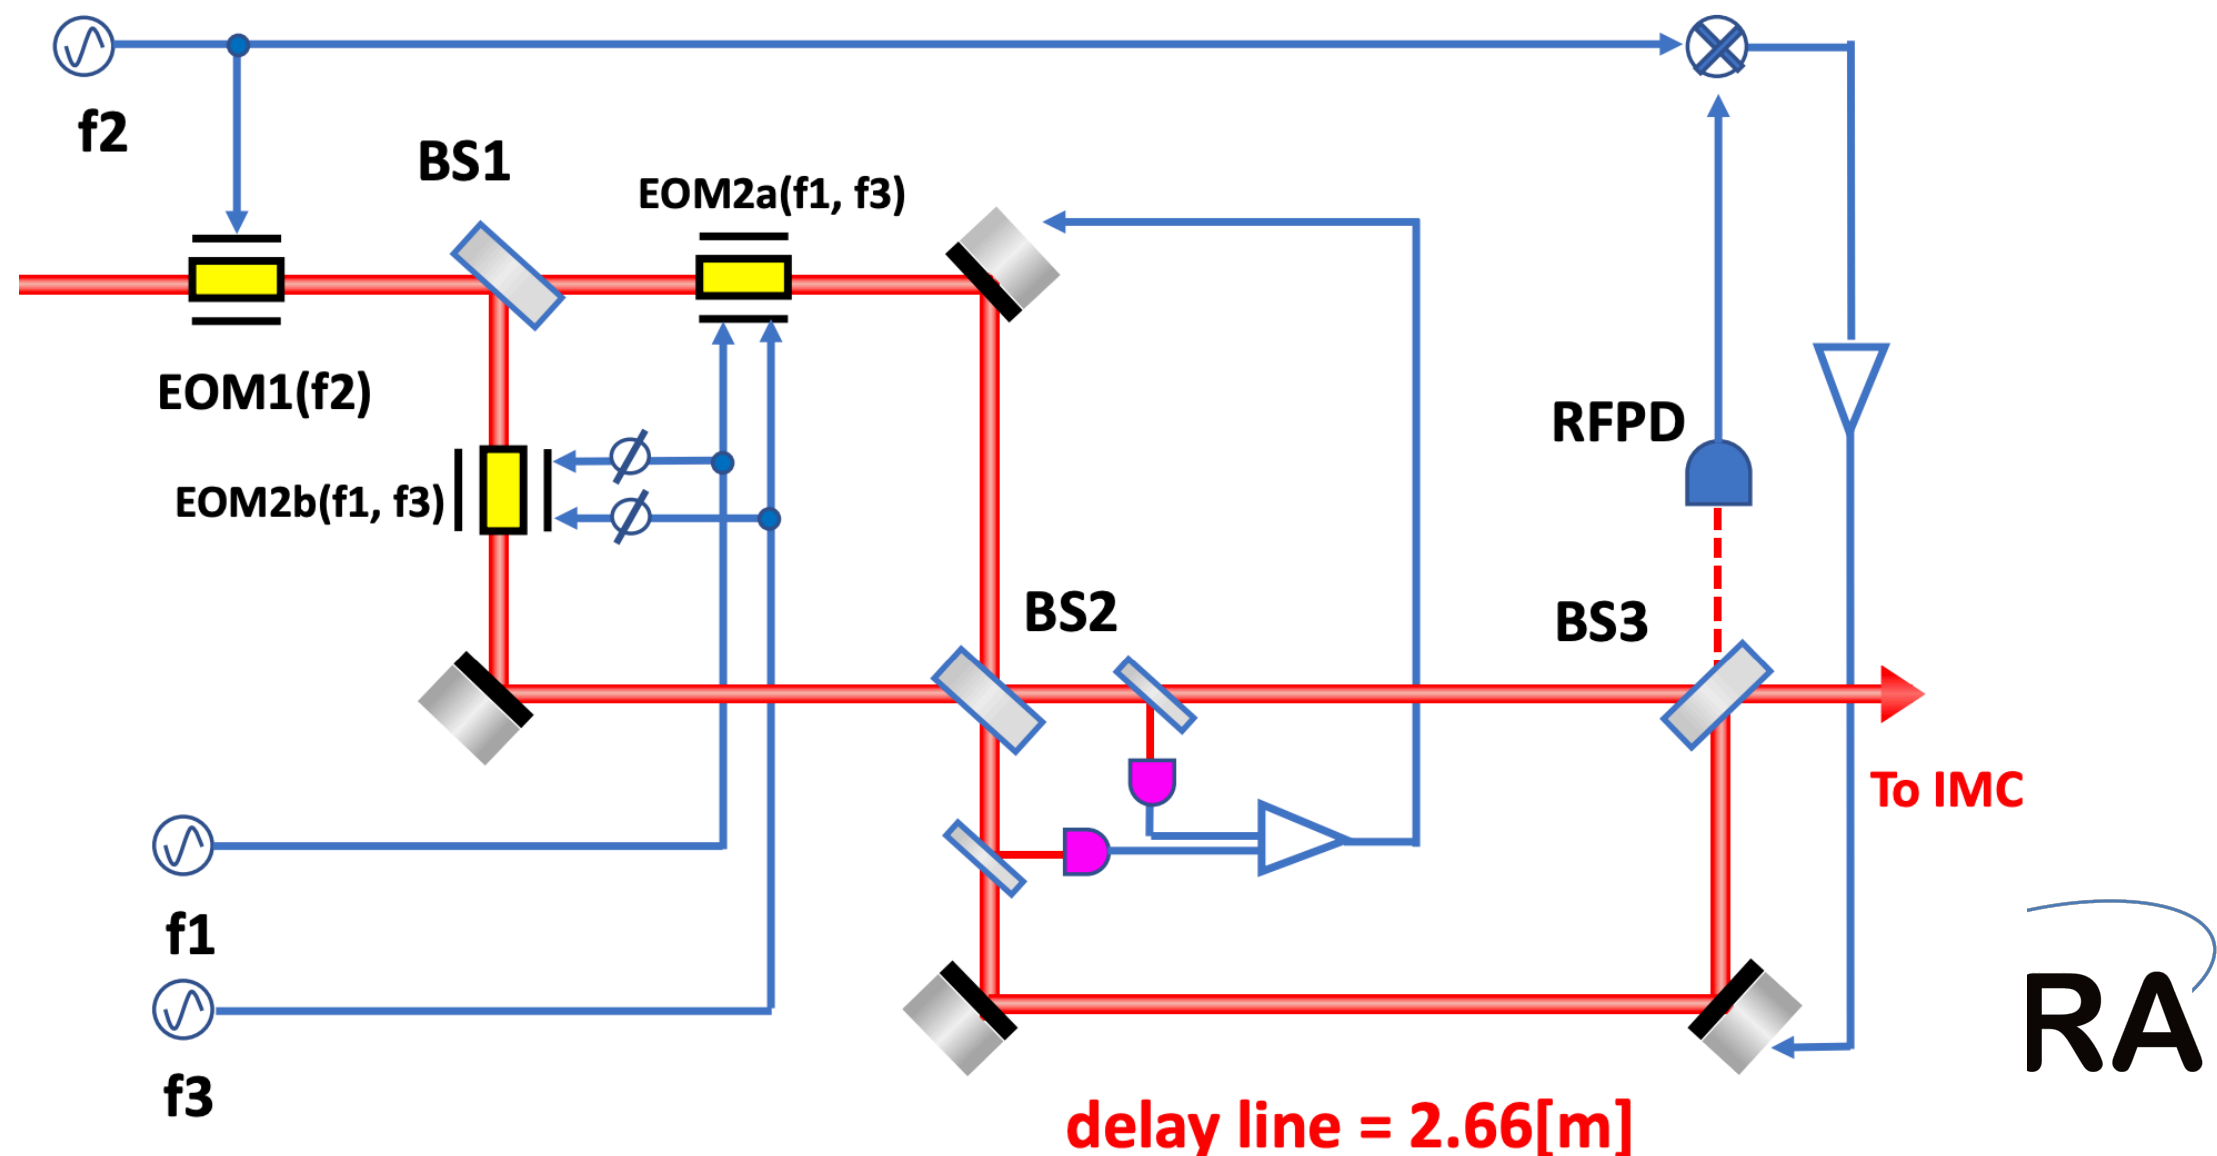 f2
BS1
EOM2a(f1, f3)
EOM1(f2)
RFPD
EOM2b(f1, f3)
BS2
BS3
To IMC
f1
f3
delay line = 2.66[m]
RA